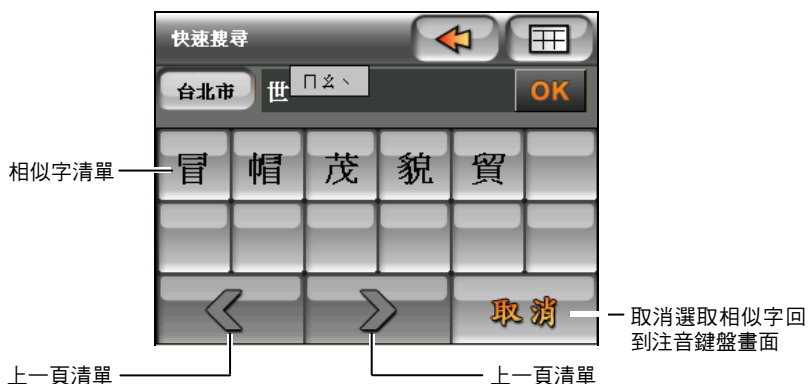 快速搜尋
台北市 世 ㄇㄠˋ OK
相似字清單
冒 帽 茂 貌 貿
取消
取消選取相似字回
到注音鍵盤畫面
上一頁清單
上一頁清單